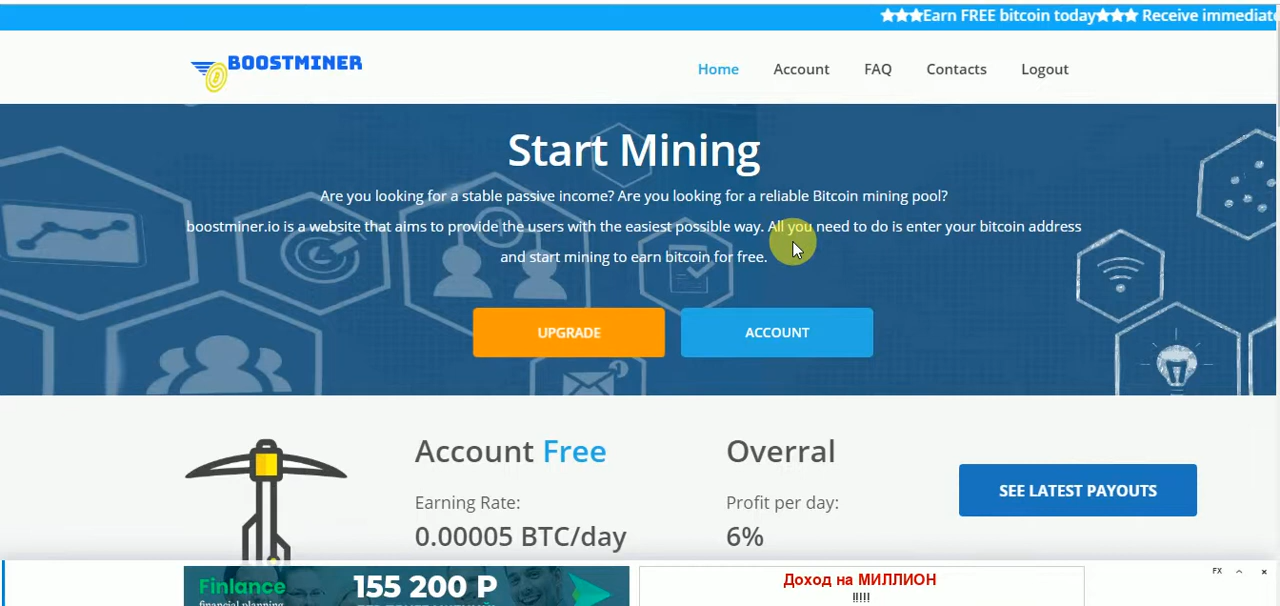 ★★★Earn FREE bitcoin today★★★ Receive immediate
BOOSTMINER
Home Account FAQ Contacts Logout
Start Mining
Are you looking for a stable passive income? Are you looking for a reliable Bitcoin mining pool?
boostminer.io is a website that aims to provide the users with the easiest possible way. All you need to do is enter your bitcoin address
and start mining to earn bitcoin for free.
UPGRADE ACCOUNT
Account Free
Earning Rate:
0.00005 BTC/day
Overral
Profit per day:
6%
SEE LATEST PAYOUTS
Finlance
financial planning
155 200 Р
Доход на МИЛЛИОН
!!!!!
FX